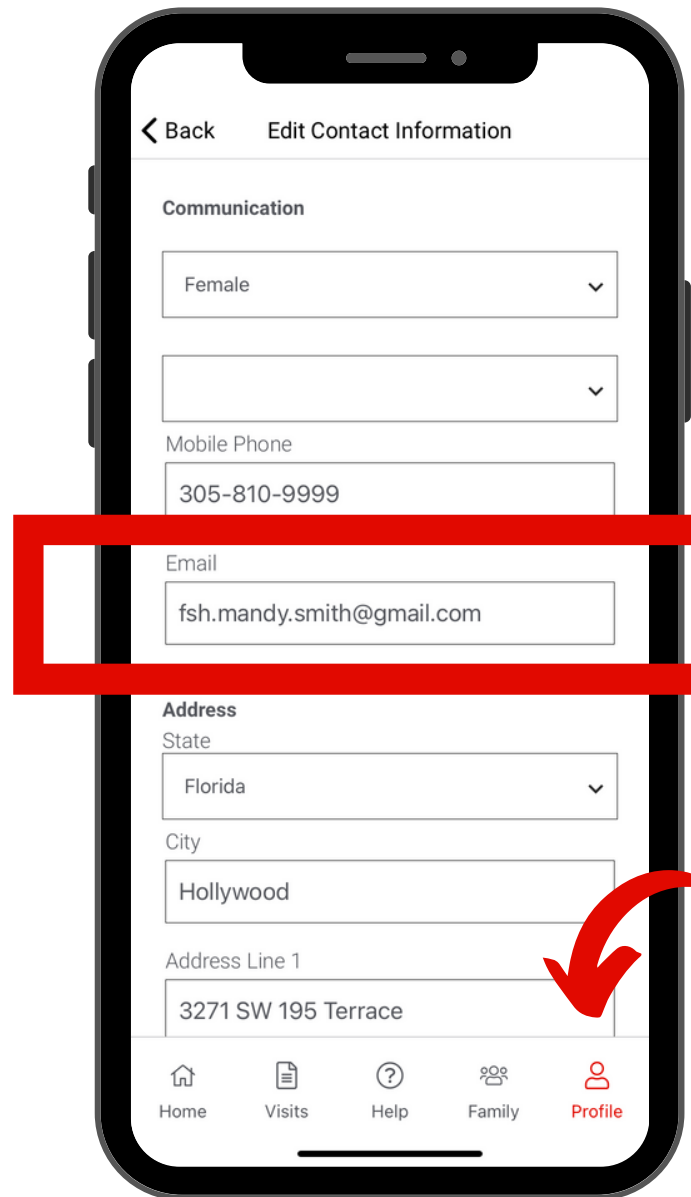 Back Edit Contact Information
Communication
Female
Mobile Phone
305-810-9999
Email
fsh.mandy.smith@gmail.com
Address
State
Florida
City
Hollywood
Address Line 1
3271 SW 195 Terrace
Home Visits Help Family Profile